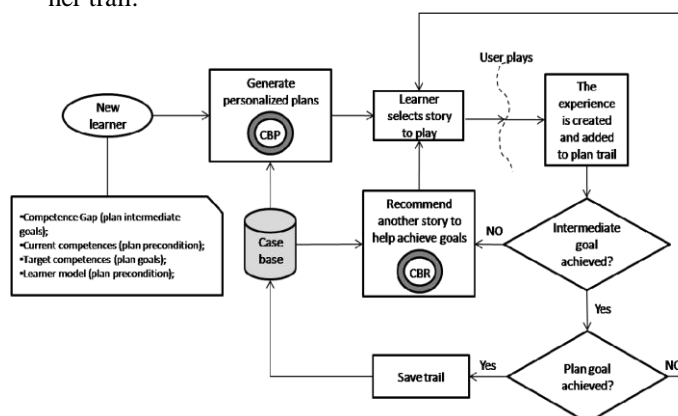 her trail.
New
learner
Generate
personalized plans
CBP
Learner
selects story
to play
User plays
The
experience
is created
and added
to plan trail
•Competence Gap (plan intermediate
goals);
•Current competences (plan precondition);
•Target competences (plan goals);
•Learner model (plan precondition);
Case
base
Recommend
another story to
help achieve goals
CBR
NO
Intermediate
goal
achieved?
Yes
Save trail
Yes
Plan goal
achieved?
NO